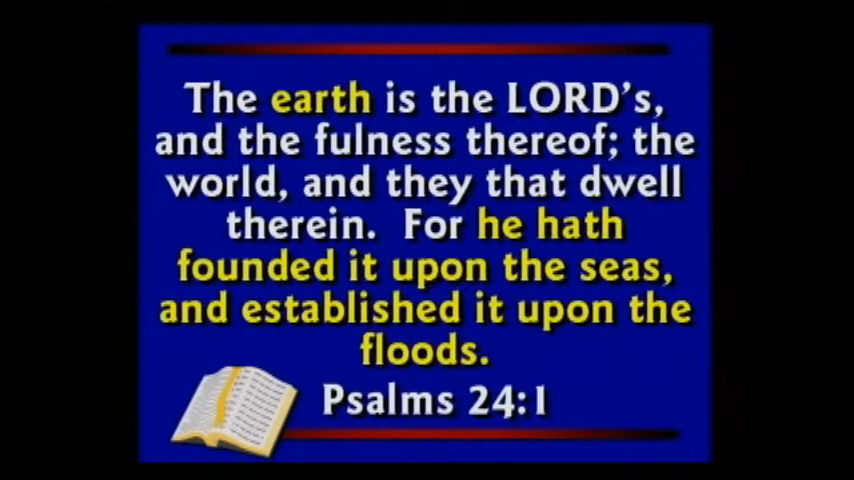 The earth is the LORD's,
and the fulness thereof; the
world, and they that dwell
therein.  For he hath
founded it upon the seas,
and established it upon the
floods.
Psalms 24:1